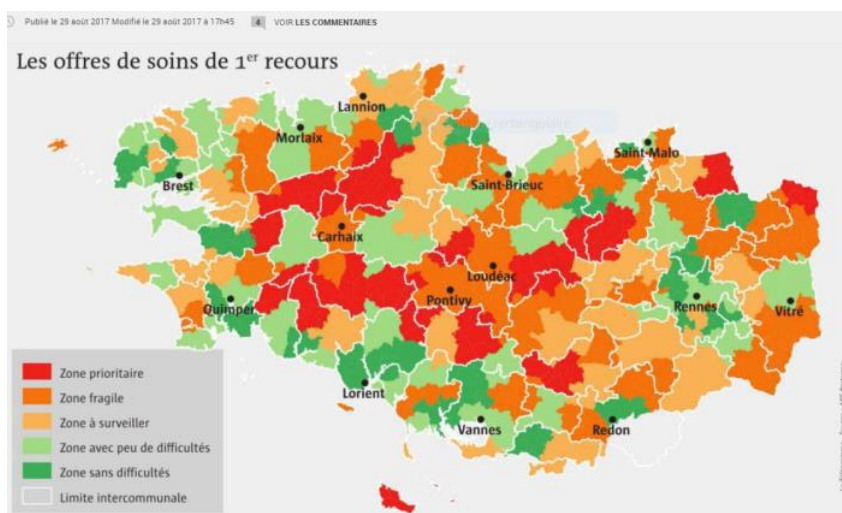 Publié le 29 août 2017 Modifié le 29 août 2017 à 17h45 4 VOIR LES COMMENTAIRES
Les offres de soins de 1er recours
Lannion
Morlaix
Saint-Malo
Brest
Saint-Brieuc
Carhaix
Loudéac
Pontivy
Quimper
Rennes
Vitré
Lorient
Vannes
Redon
Zone prioritaire
Zone fragile
Zone à surveiller
Zone avec peu de difficultés
Zone sans difficultés
Limite intercommunale